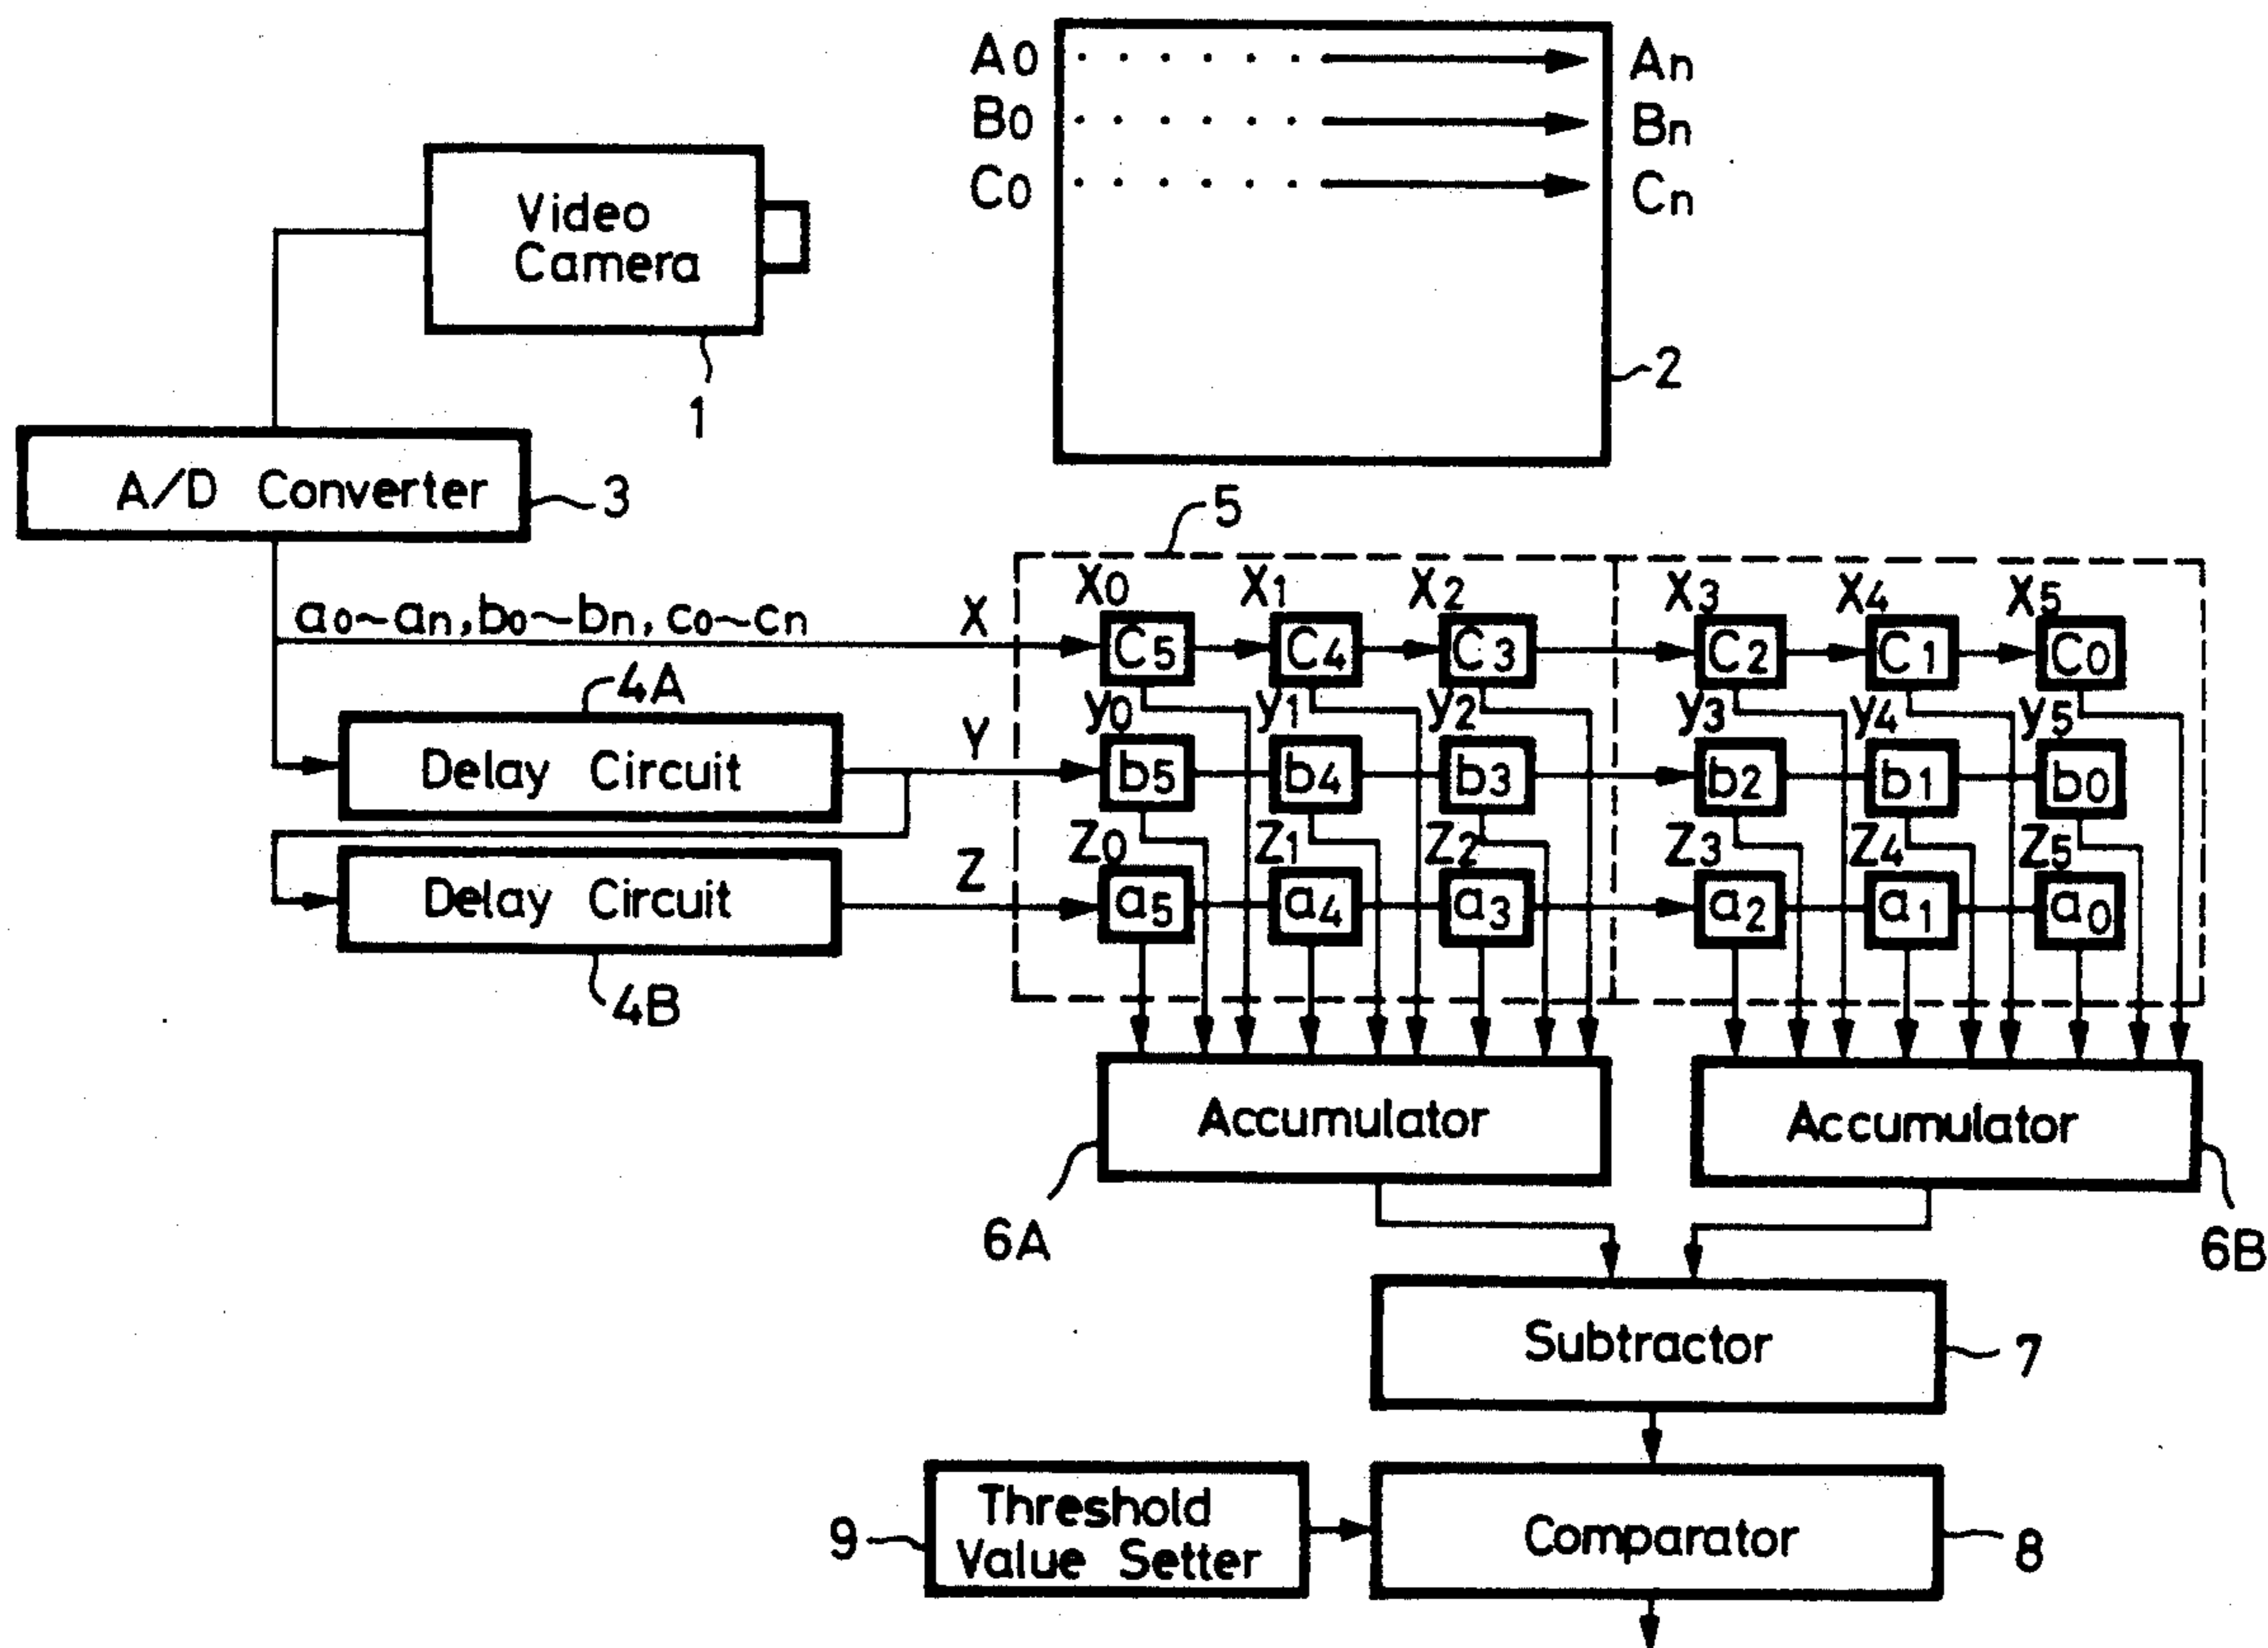 A0 An
B0 Bn
C0 Cn
Video
Camera
1
2
A/D Converter
3
5
a0~an, b0~bn, c0~cn
X
X0 X1 X2 X3 X4 X5
C5 C4 C3 C2 C1 C0
4A
Delay Circuit
Y
y0 y1 y2 y3 y4 y5
b5 b4 b3 b2 b1 b0
Delay Circuit
4B
Z
Z0 Z1 Z2 Z3 Z4 Z5
a5 a4 a3 a2 a1 a0
Accumulator
Accumulator
6A
6B
Subtractor
7
Threshold
Value Setter
9
Comparator
8